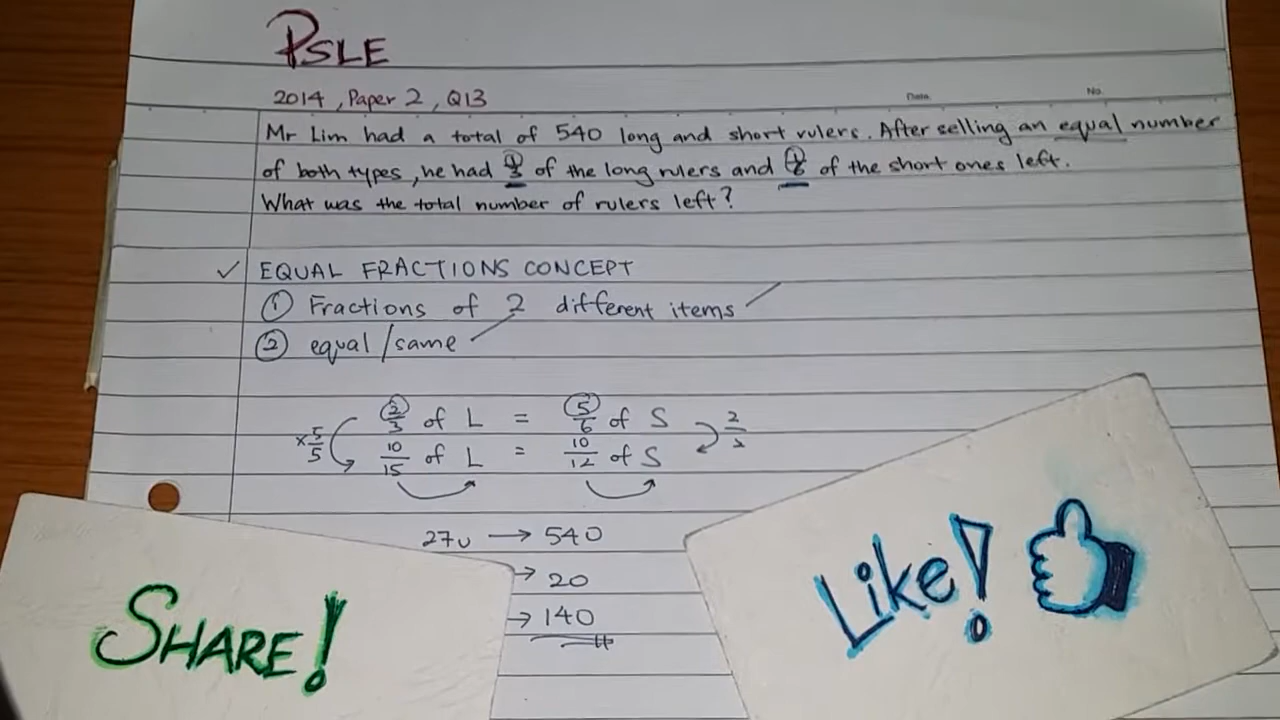 PSLE
2014, Paper 2, Q13
Date No.
Mr Lim had a total of 540 long and short rulers. After selling an equal number
of both types, he had 1/3 of the long rulers and 1/6 of the short ones left.
What was the total number of rulers left?
✓ EQUAL FRACTIONS CONCEPT
① Fractions of 2 different items
② equal/same
2/3 of L = 5/6 of S
×5/5 10/15 of L = 10/12 of S 2/2
27u → 540
→ 20
→ 140
SHARE!
Like!